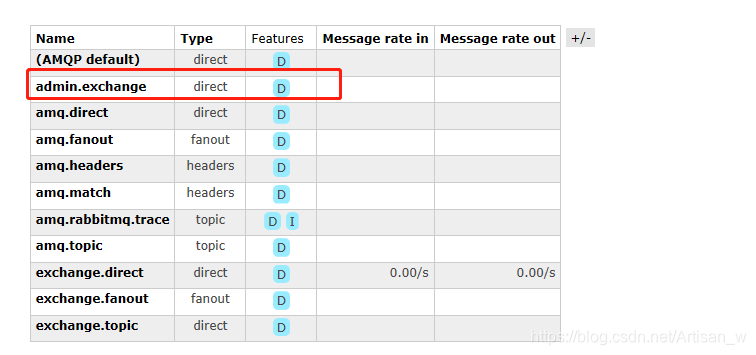 Name Type Features Message rate in Message rate out +/-
(AMQP default) direct D
admin.exchange direct D
amq.direct direct D
amq.fanout fanout D
amq.headers headers D
amq.match headers D
amq.rabbitmq.trace topic D I
amq.topic topic D
exchange.direct direct D 0.00/s 0.00/s
exchange.fanout fanout D
exchange.topic direct D
https://blog.csdn.net/Artisan_w